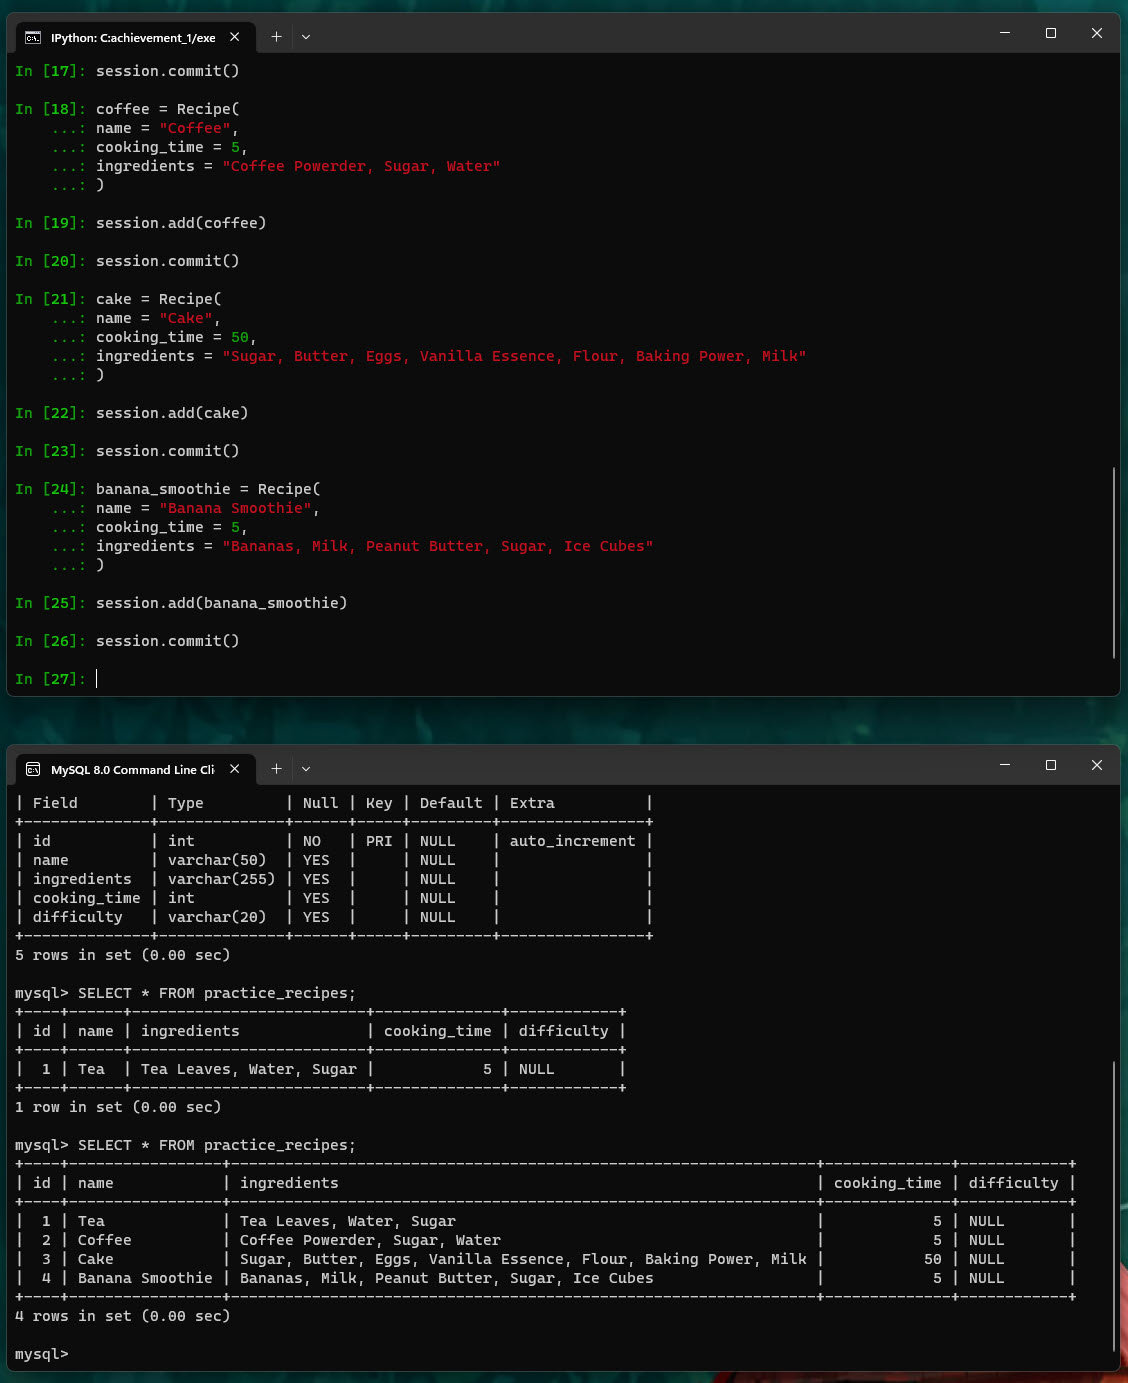 IPython: C:achievement_1/exe
In [17]: session.commit()
In [18]: coffee = Recipe(
...: name = "Coffee",
...: cooking_time = 5,
...: ingredients = "Coffee Powerder, Sugar, Water"
...: )
In [19]: session.add(coffee)
In [20]: session.commit()
In [21]: cake = Recipe(
...: name = "Cake",
...: cooking_time = 50,
...: ingredients = "Sugar, Butter, Eggs, Vanilla Essence, Flour, Baking Power, Milk"
...: )
In [22]: session.add(cake)
In [23]: session.commit()
In [24]: banana_smoothie = Recipe(
...: name = "Banana Smoothie",
...: cooking_time = 5,
...: ingredients = "Bananas, Milk, Peanut Butter, Sugar, Ice Cubes"
...: )
In [25]: session.add(banana_smoothie)
In [26]: session.commit()
In [27]:
MySQL 8.0 Command Line Cli
| Field | Type | Null | Key | Default | Extra |
+--------------+--------------+------+-----+---------+----------------+
| id | int | NO | PRI | NULL | auto_increment |
| name | varchar(50) | YES | | NULL | |
| ingredients | varchar(255) | YES | | NULL | |
| cooking_time | int | YES | | NULL | |
| difficulty | varchar(20) | YES | | NULL | |
+--------------+--------------+------+-----+---------+----------------+
5 rows in set (0.00 sec)
mysql> SELECT * FROM practice_recipes;
+----+------+--------------------------+--------------+------------+
| id | name | ingredients | cooking_time | difficulty |
+----+------+--------------------------+--------------+------------+
| 1 | Tea | Tea Leaves, Water, Sugar | 5 | NULL |
+----+------+--------------------------+--------------+------------+
1 row in set (0.00 sec)
mysql> SELECT * FROM practice_recipes;
+----+-----------------+-----------------------------------------------------------------+--------------+------------+
| id | name | ingredients | cooking_time | difficulty |
+----+-----------------+-----------------------------------------------------------------+--------------+------------+
| 1 | Tea | Tea Leaves, Water, Sugar | 5 | NULL |
| 2 | Coffee | Coffee Powerder, Sugar, Water | 5 | NULL |
| 3 | Cake | Sugar, Butter, Eggs, Vanilla Essence, Flour, Baking Power, Milk | 50 | NULL |
| 4 | Banana Smoothie | Bananas, Milk, Peanut Butter, Sugar, Ice Cubes | 5 | NULL |
+----+-----------------+-----------------------------------------------------------------+--------------+------------+
4 rows in set (0.00 sec)
mysql>